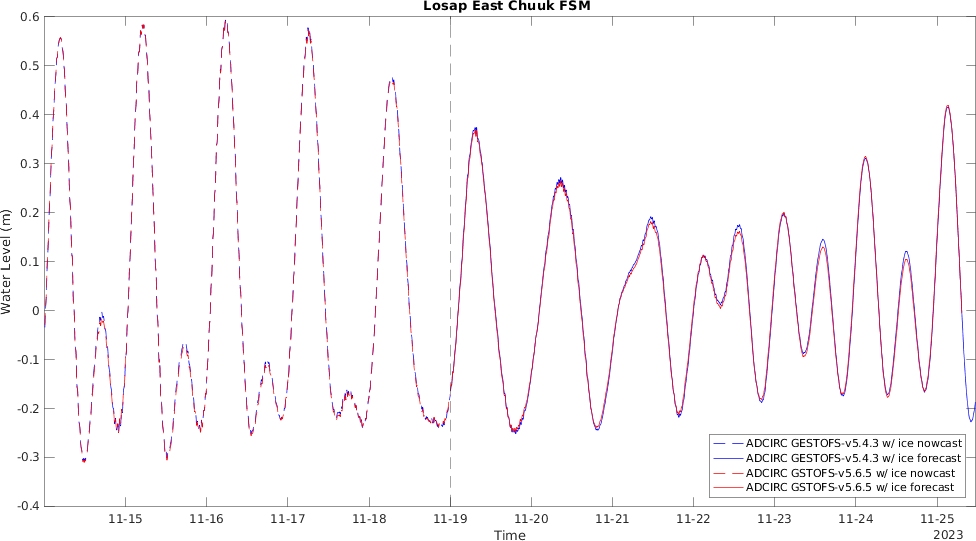 Losap East Chuuk FSM
0.6
0.5
0.4
0.3
0.2
0.1
0
-0.1
-0.2
-0.3
-0.4
Water Level (m)
11-15 11-16 11-17 11-18 11-19 11-20 11-21 11-22 11-23 11-24 11-25
Time
2023
ADCIRC GESTOFS-v5.4.3 w/ ice nowcast
ADCIRC GESTOFS-v5.4.3 w/ ice forecast
ADCIRC GSTOFS-v5.6.5 w/ ice nowcast
ADCIRC GSTOFS-v5.6.5 w/ ice forecast